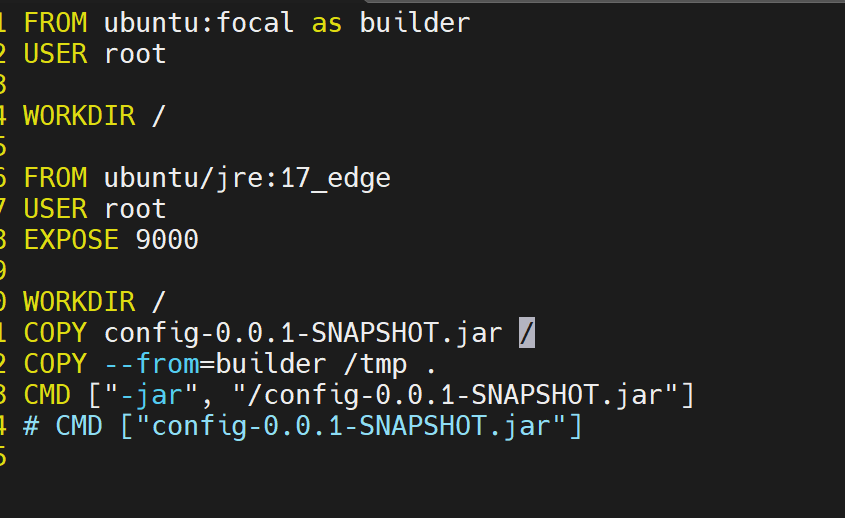 1 FROM ubuntu:focal as builder
2 USER root
3
4 WORKDIR /
5
6 FROM ubuntu/jre:17_edge
7 USER root
8 EXPOSE 9000
9
0 WORKDIR /
1 COPY config-0.0.1-SNAPSHOT.jar /
2 COPY --from=builder /tmp .
3 CMD ["-jar", "/config-0.0.1-SNAPSHOT.jar"]
4 # CMD ["config-0.0.1-SNAPSHOT.jar"]
5